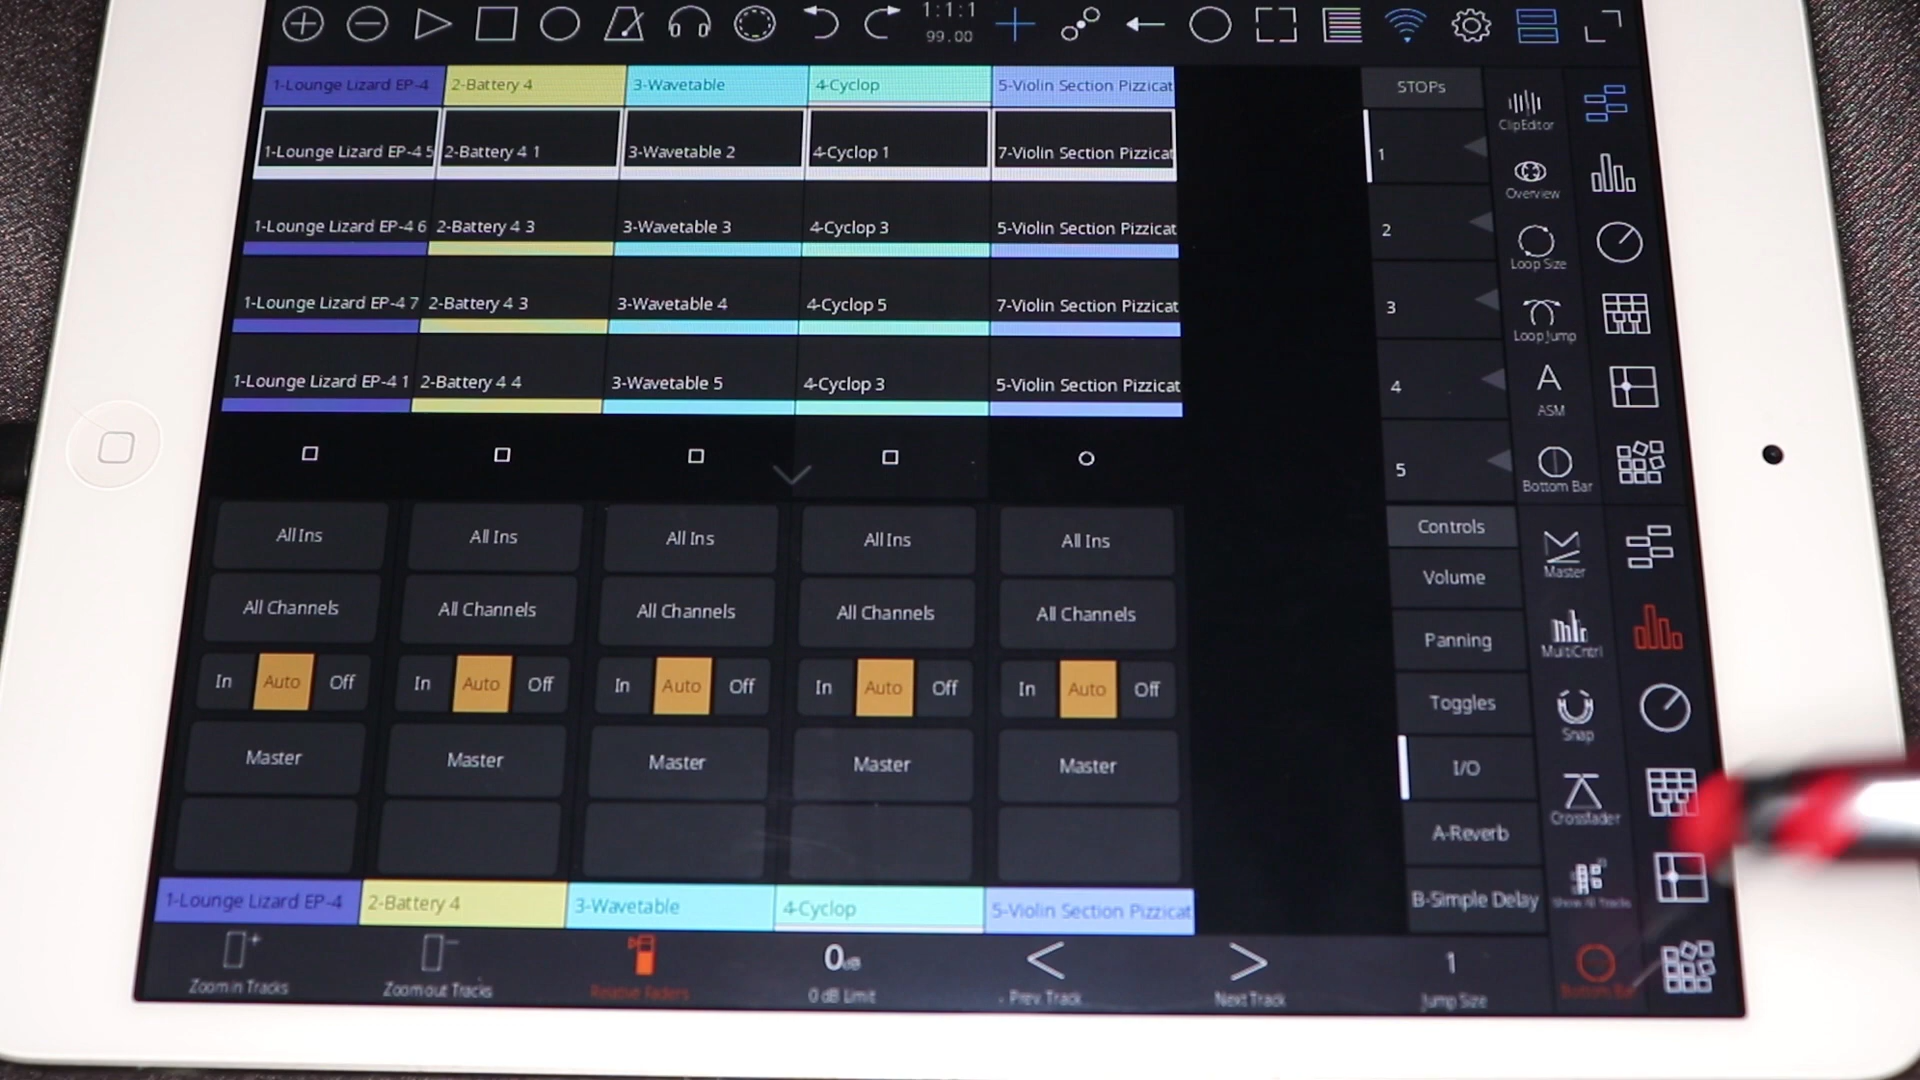 1:1:1
99.00
1-Lounge Lizard EP-4 2-Battery 4 3-Wavetable 4-Cyclop 5-Violin Section Pizzicat STOPs
1-Lounge Lizard EP-4 5 2-Battery 4 1 3-Wavetable 2 4-Cyclop 1 7-Violin Section Pizzicat 1
1-Lounge Lizard EP-4 6 2-Battery 4 3 3-Wavetable 3 4-Cyclop 3 5-Violin Section Pizzicat 2
1-Lounge Lizard EP-4 7 2-Battery 4 3 3-Wavetable 4 4-Cyclop 5 7-Violin Section Pizzicat 3
1-Lounge Lizard EP-4 1 2-Battery 4 4 3-Wavetable 5 4-Cyclop 3 5-Violin Section Pizzicat 4
5
ClipEditor
Overview
Loop Size
Loop Jump
A
ASM
Bottom Bar
All Ins All Ins All Ins All Ins All Ins
All Channels All Channels All Channels All Channels All Channels
In Auto Off In Auto Off In Auto Off In Auto Off In Auto Off
Master Master Master Master Master
Controls
Volume
Panning
Toggles
I/O
A-Reverb
B-Simple Delay
Master
MultiCntrl
Snap
Crossfader
Show All Tracks
Bottom Bar
1-Lounge Lizard EP-4 2-Battery 4 3-Wavetable 4-Cyclop 5-Violin Section Pizzicat
0dB 1
Zoom in Tracks Zoom out Tracks Relative Faders 0 dB Limit Prev. Track Next Track Jump Size